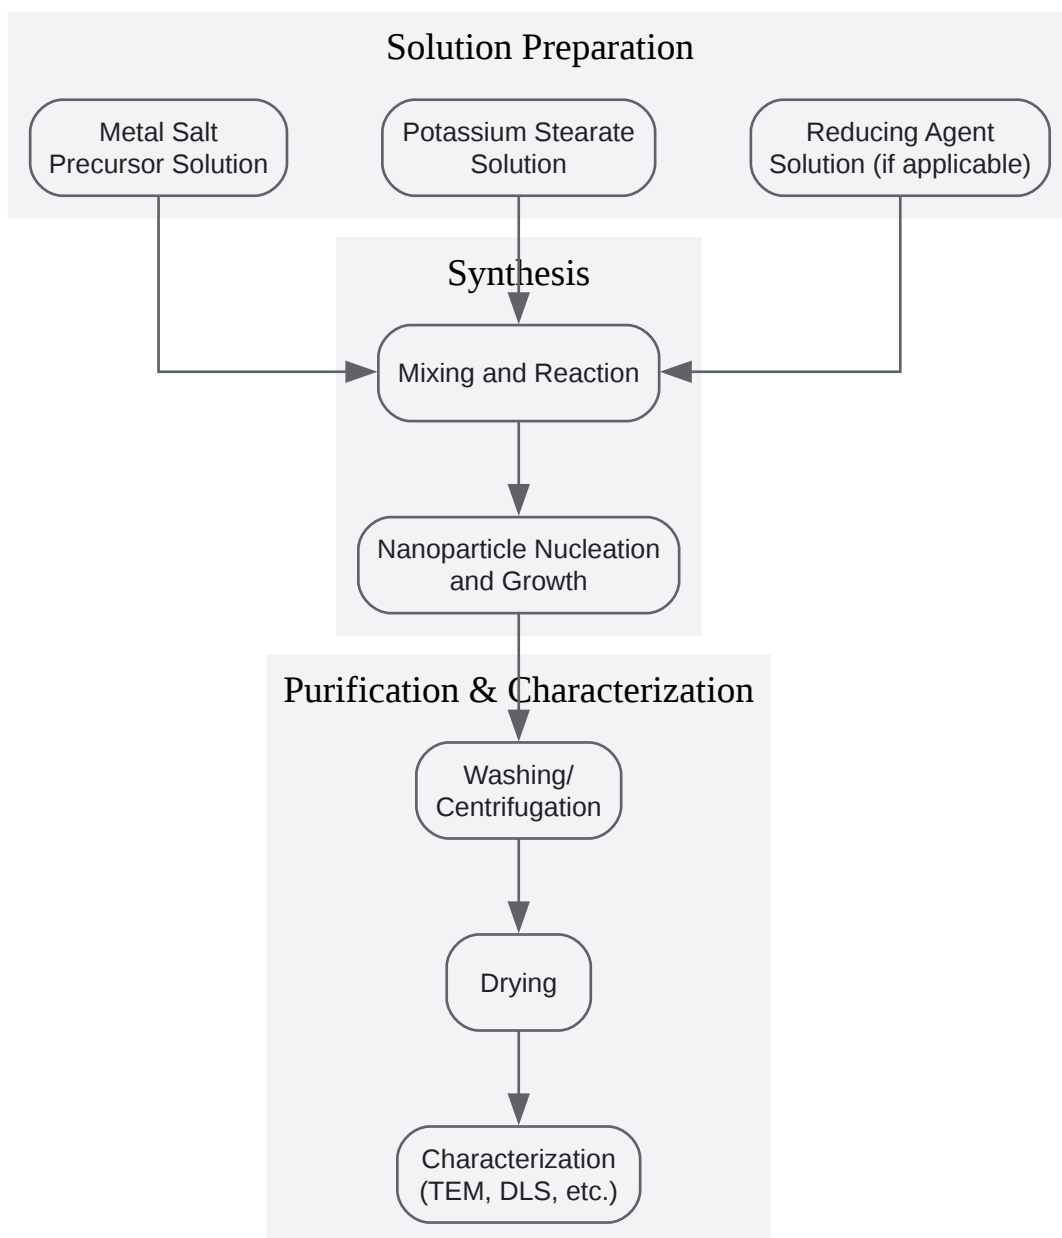 Solution Preparation
Metal Salt
Precursor Solution
Potassium Stearate
Solution
Reducing Agent
Solution (if applicable)
Synthesis
Mixing and Reaction
Nanoparticle Nucleation
and Growth
Purification & Characterization
Washing/
Centrifugation
Drying
Characterization
(TEM, DLS, etc.)